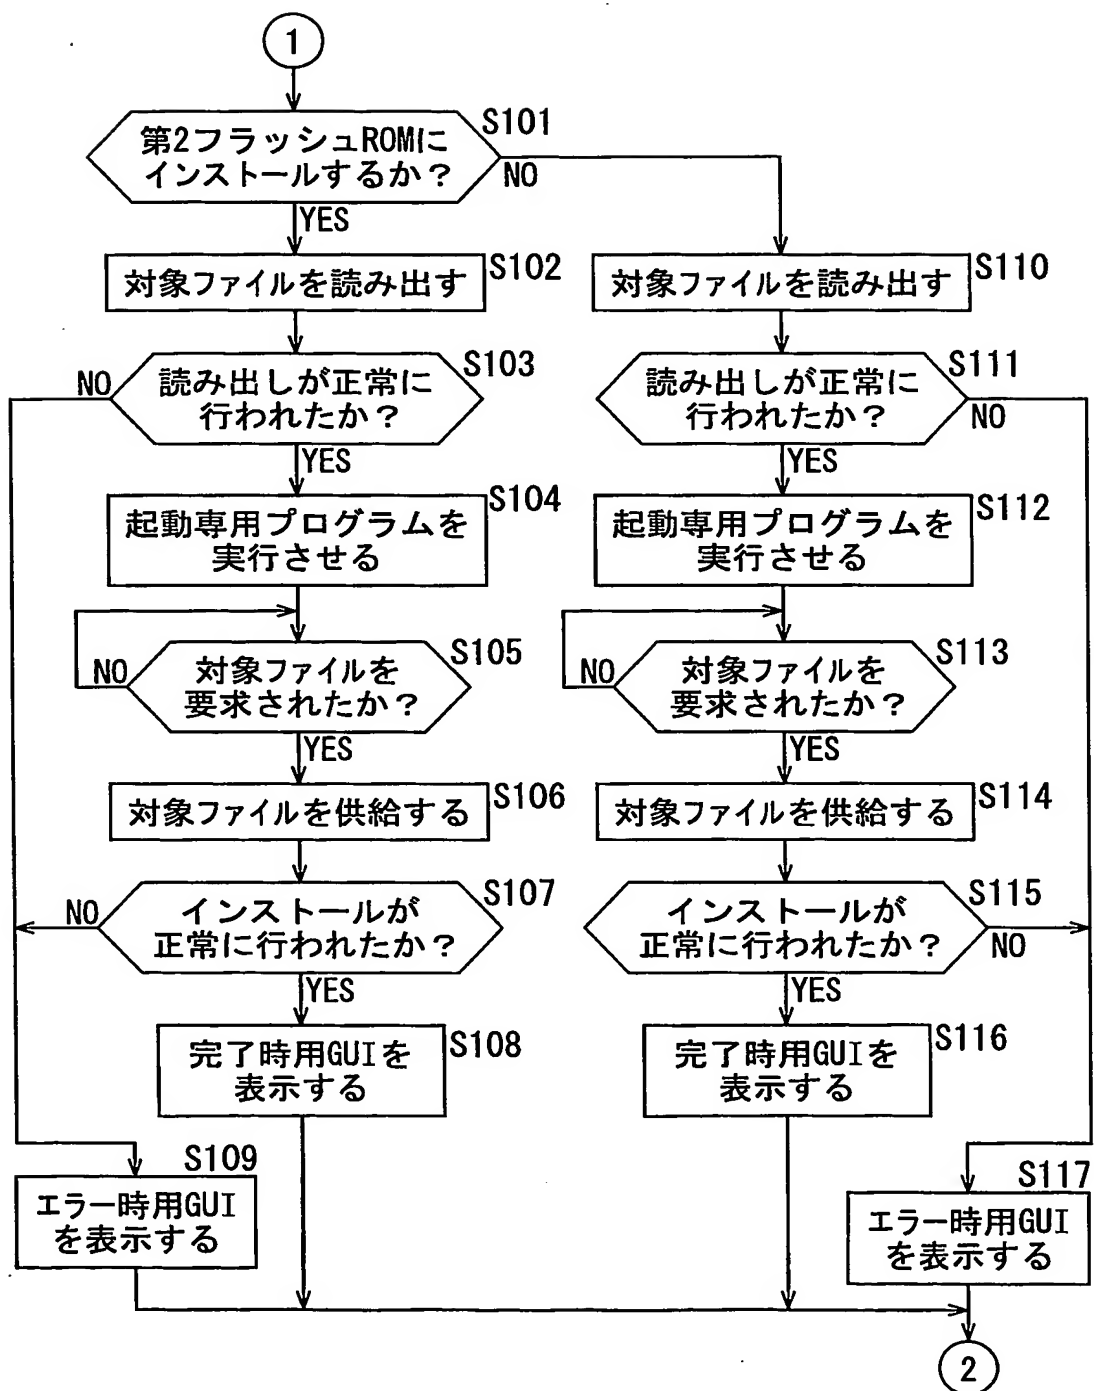 1
S101
第2フラッシュROMに
インストールするか？
NO
YES
S102
対象ファイルを読み出す
S103
NO
読み出しが正常に
行われたか？
YES
S104
起動専用プログラムを
実行させる
S105
NO
対象ファイルを
要求されたか？
YES
S106
対象ファイルを供給する
S107
NO
インストールが
正常に行われたか？
YES
S108
完了時用GUIを
表示する
S109
エラー時用GUI
を表示する
S110
対象ファイルを読み出す
S111
読み出しが正常に
行われたか？
NO
YES
S112
起動専用プログラムを
実行させる
S113
NO
対象ファイルを
要求されたか？
YES
S114
対象ファイルを供給する
S115
インストールが
正常に行われたか？
NO
YES
S116
完了時用GUIを
表示する
S117
エラー時用GUI
を表示する
2